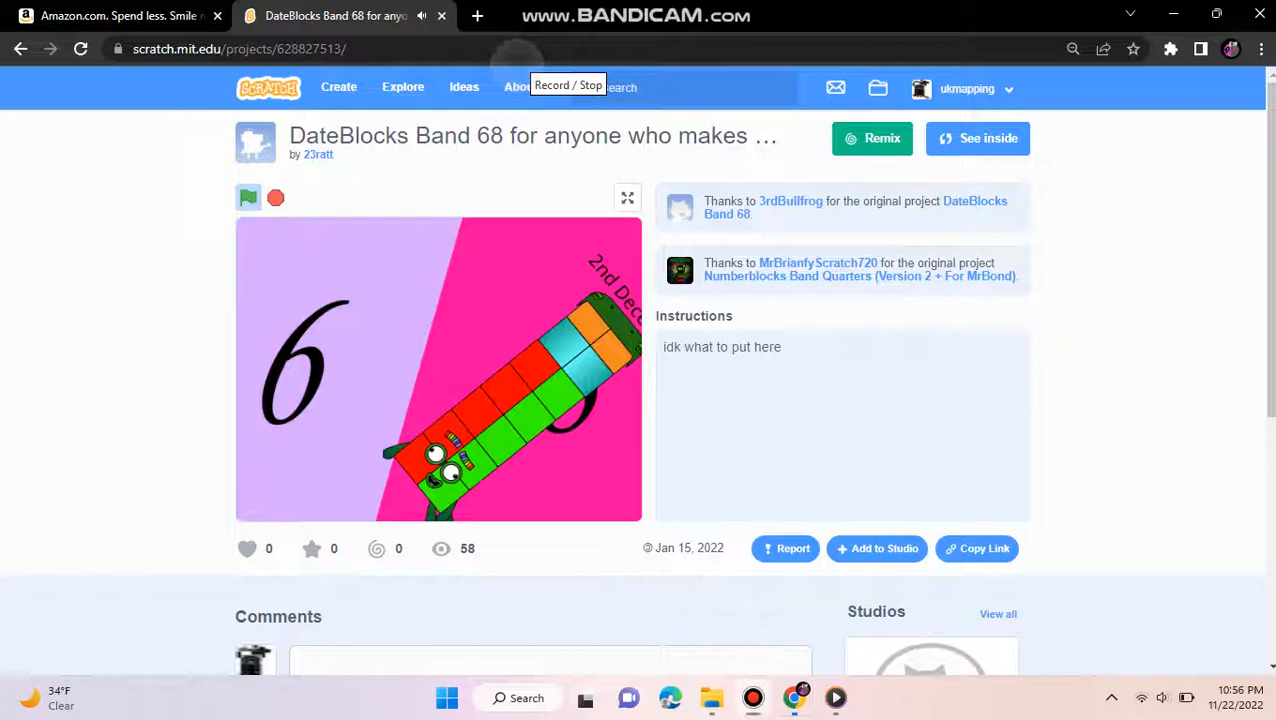 Amazon.com. Spend less. Smile
DateBlocks Band 68 for anyo
www.BANDICAM.com
scratch.mit.edu/projects/628827513/
Record / Stop
SCRATCH
Create
Explore
Ideas
Abou
earch
ukmapping
DateBlocks Band 68 for anyone who makes ...
by 23ratt
Remix
See inside
Thanks to 3rdBullfrog for the original project DateBlocks
Band 68.
Thanks to MrBrianfyScratch720 for the original project
Numberblocks Band Quarters (Version 2 + For MrBond).
Instructions
idk what to put here
2nd Dece
6
0
0
0
58
© Jan 15, 2022
Report
Add to Studio
Copy Link
Comments
Studios
View all
34°F
Clear
Search
10:56 PM
11/22/2022